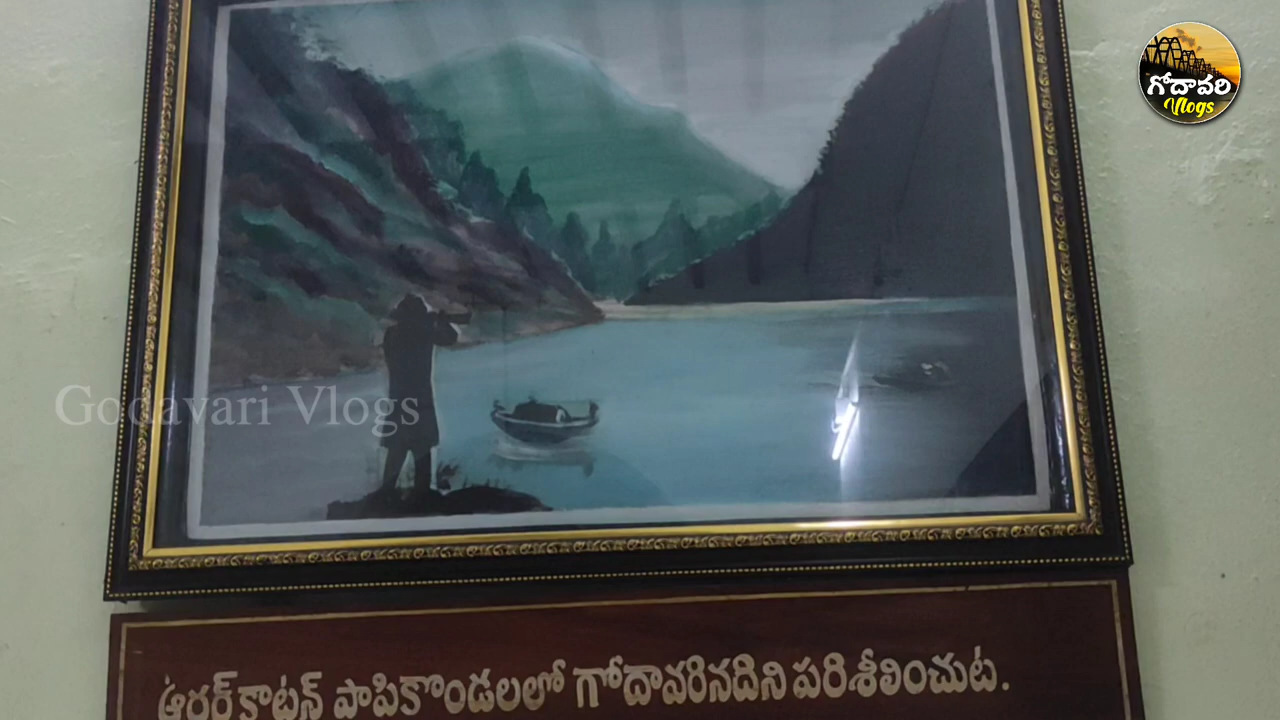 గోదావరి
Vlogs
Godavari Vlogs
ఆర్థర్ కాటన్ పాపికొండలలో గోదావరినదిని పరిశీలించుట.